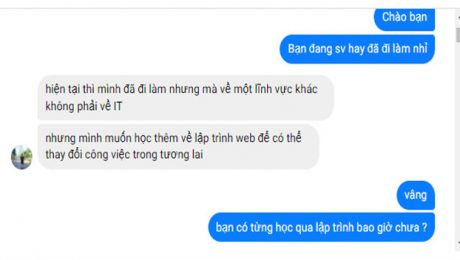 Chào bạn
Bạn đang sv hay đã đi làm nhỉ
hiện tại thì mình đã đi làm nhưng mà về một lĩnh vực khác
không phải về IT
nhưng mình muốn học thêm về lập trình web để có thể
thay đổi công việc trong tương lai
vâng
bạn có từng học qua lập trình bao giờ chưa ?